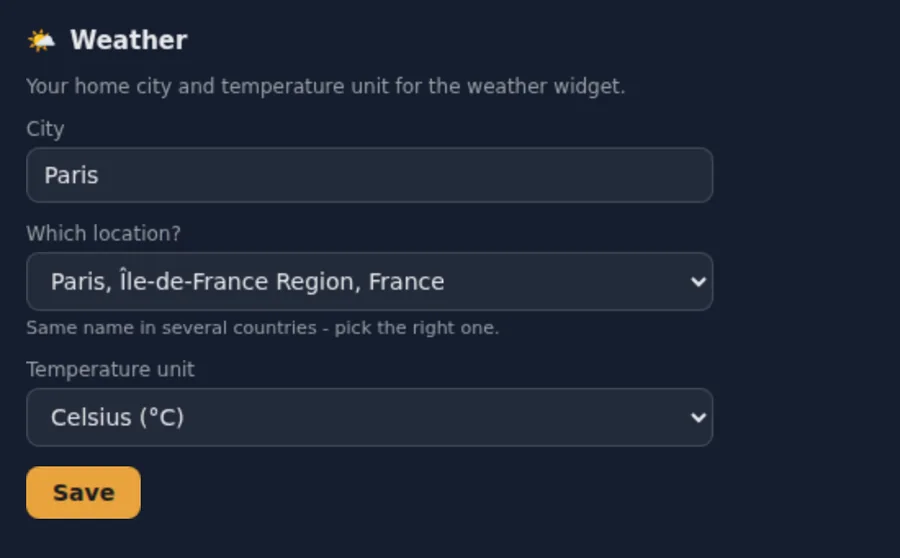 Weather
Your home city and temperature unit for the weather widget.
City
Paris
Which location?
Paris, Île-de-France Region, France
Same name in several countries - pick the right one.
Temperature unit
Celsius (°C)
Save